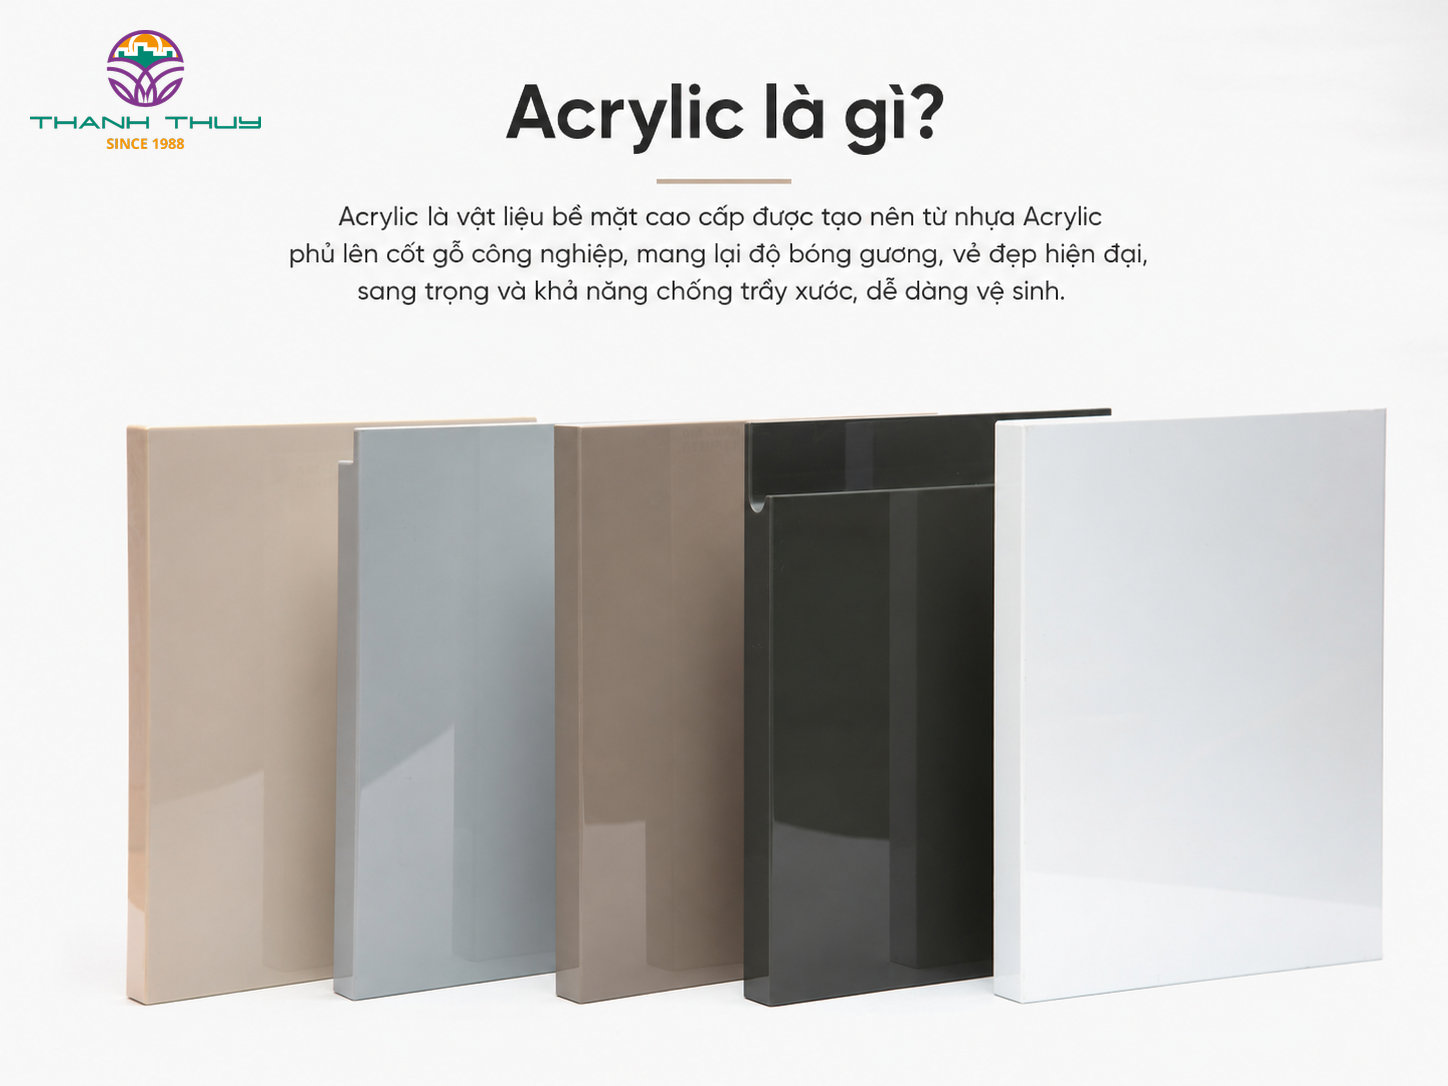 THANH THUY
SINCE 1988
Acrylic là gì?
Acrylic là vật liệu bề mặt cao cấp được tạo nên từ nhựa Acrylic
phủ lên cốt gỗ công nghiệp, mang lại độ bóng gương, vẻ đẹp hiện đại,
sang trọng và khả năng chống trầy xước, dễ dàng vệ sinh.